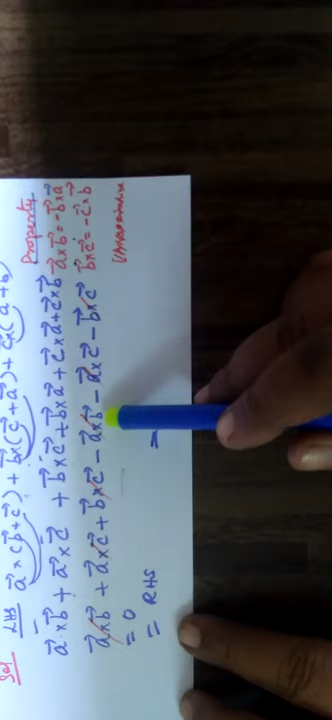 Sol LHS
a⃗ × (b⃗ + c⃗) + b⃗ × (c⃗ + a⃗) + c⃗ × (a⃗ + b⃗)
Property
= a⃗ × b⃗ + a⃗ × c⃗ + b⃗ × c⃗ + b⃗ × a⃗ + c⃗ × a⃗ + c⃗ × b⃗
a⃗ × b⃗ = - b⃗ × a⃗
a⃗ × b⃗ + a⃗ × c⃗ + b⃗ × c⃗ - a⃗ × b⃗ - a⃗ × c⃗ - b⃗ × c⃗
b⃗ × c⃗ = - c⃗ × b⃗
= 0
= RHS